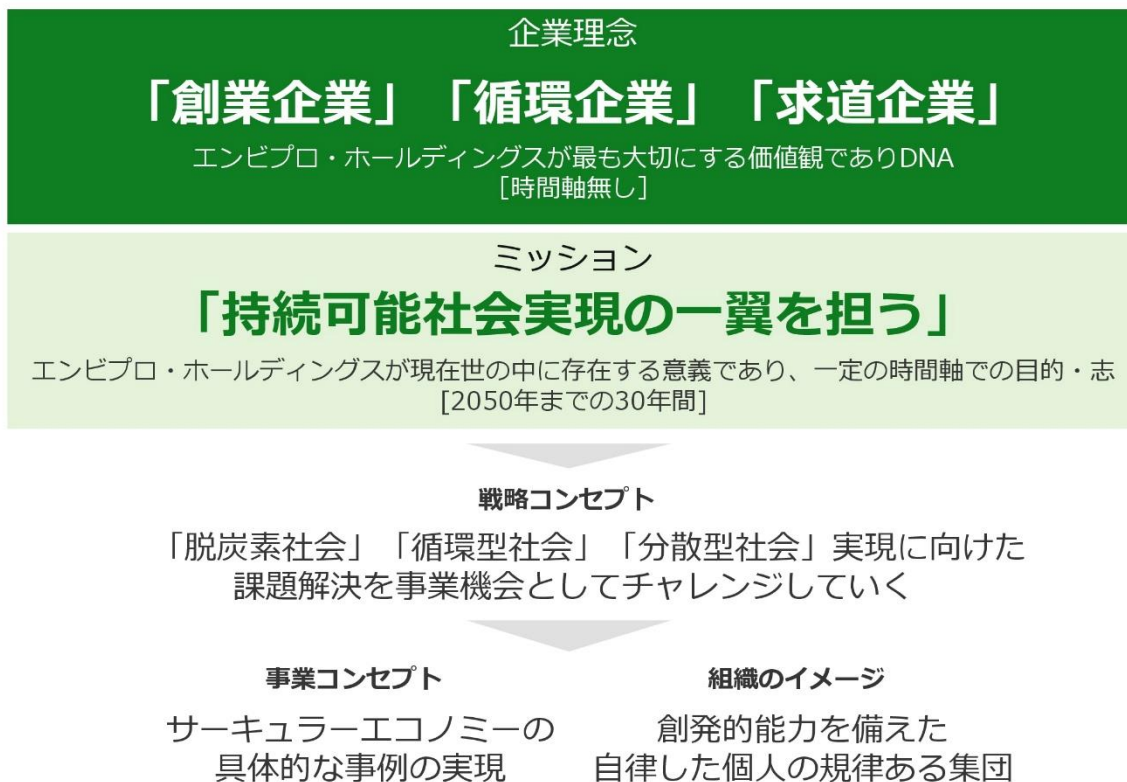 企業理念
「創業企業」「循環企業」「求道企業」
エンビプロ・ホールディングスが最も大切にする価値観でありDNA
［時間軸無し］
ミッション
「持続可能社会実現の一翼を担う」
エンビプロ・ホールディングスが現在世の中に存在する意義であり、一定の時間軸での目的・志
[2050年までの30年間]
戦略コンセプト
「脱炭素社会」「循環型社会」「分散型社会」実現に向けた
課題解決を事業機会としてチャレンジしていく
事業コンセプト
サーキュラーエコノミーの
具体的な事例の実現
組織のイメージ
創発的能力を備えた
自律した個人の規律ある集団